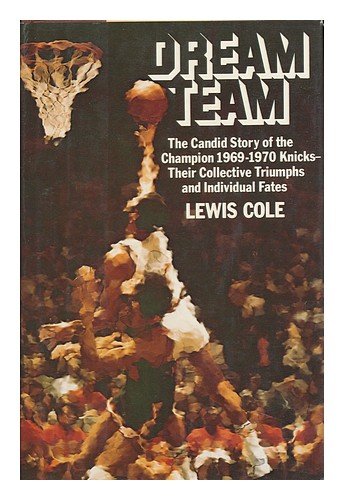 DREAM
TEAM
The Candid Story of the
Champion 1969-1970 Knicks–
Their Collective Triumphs
and Individual Fates
LEWIS COLE